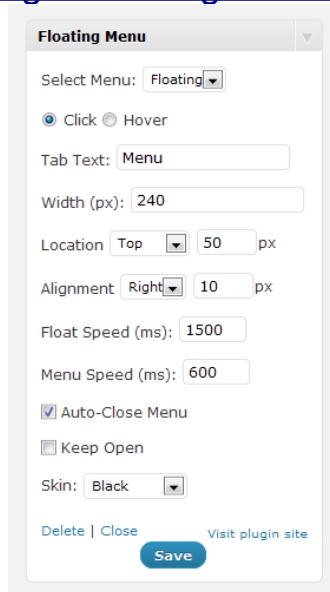 Floating Menu
Select Menu: Floating
Click Hover
Tab Text: Menu
Width (px): 240
Location Top 50 px
Alignment Right 10 px
Float Speed (ms): 1500
Menu Speed (ms): 600
Auto-Close Menu
Keep Open
Skin: Black
Delete | Close Visit plugin site
Save